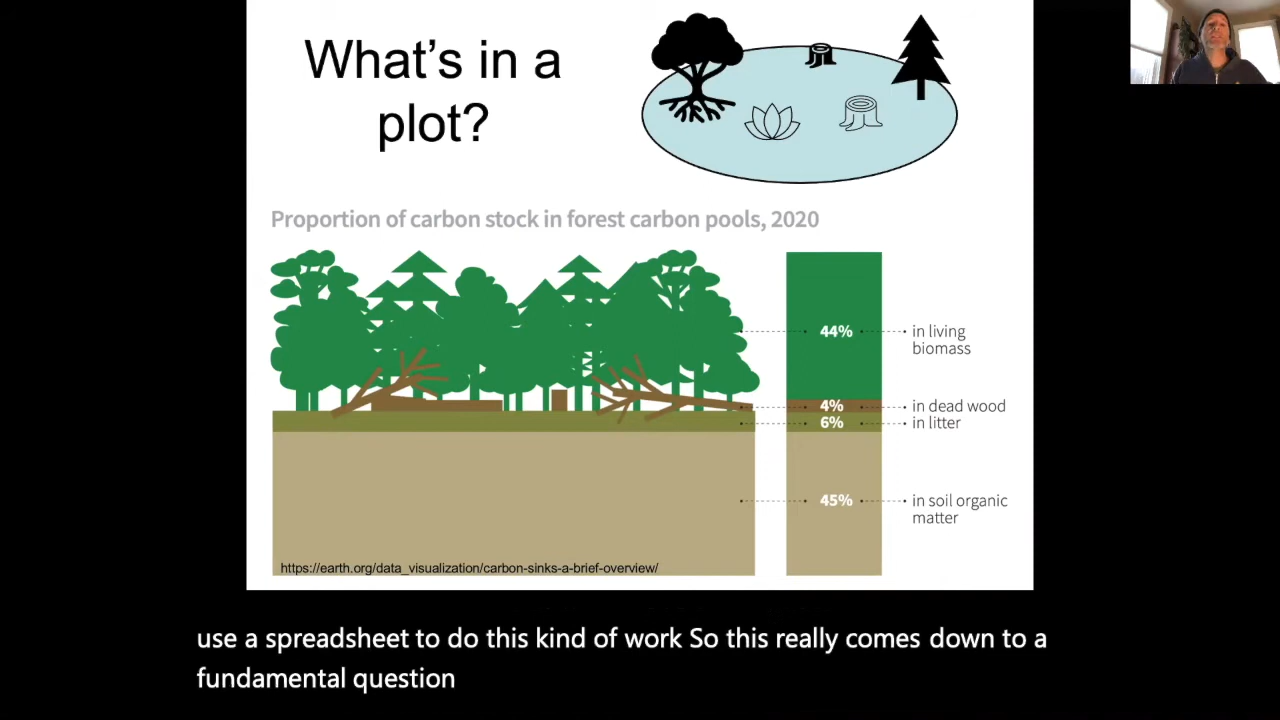 What’s in a
plot?
Proportion of carbon stock in forest carbon pools, 2020
44%
in living
biomass
4%
in dead wood
6%
in litter
45%
in soil organic
matter
https://earth.org/data_visualization/carbon-sinks-a-brief-overview/
use a spreadsheet to do this kind of work So this really comes down to a
fundamental question